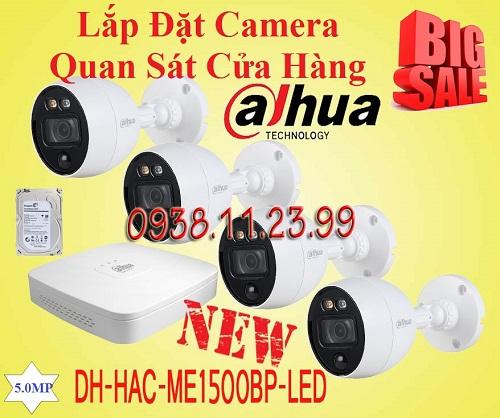 Lắp Đặt Camera
Quan Sát Cửa Hàng
BIG
SALE
alhua
TECHNOLOGY
0938.11.23.99
alhua
NEW
5.0MP
DH-HAC-ME1500BP-LED